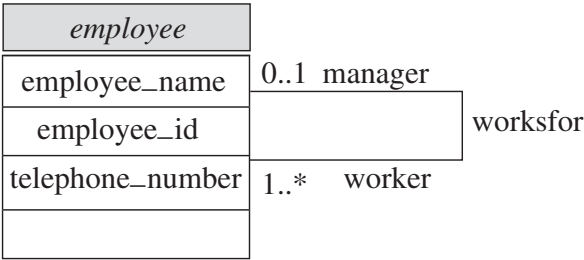 employee
employee_name 0..1 manager
employee_id worksfor
telephone_number 1..* worker